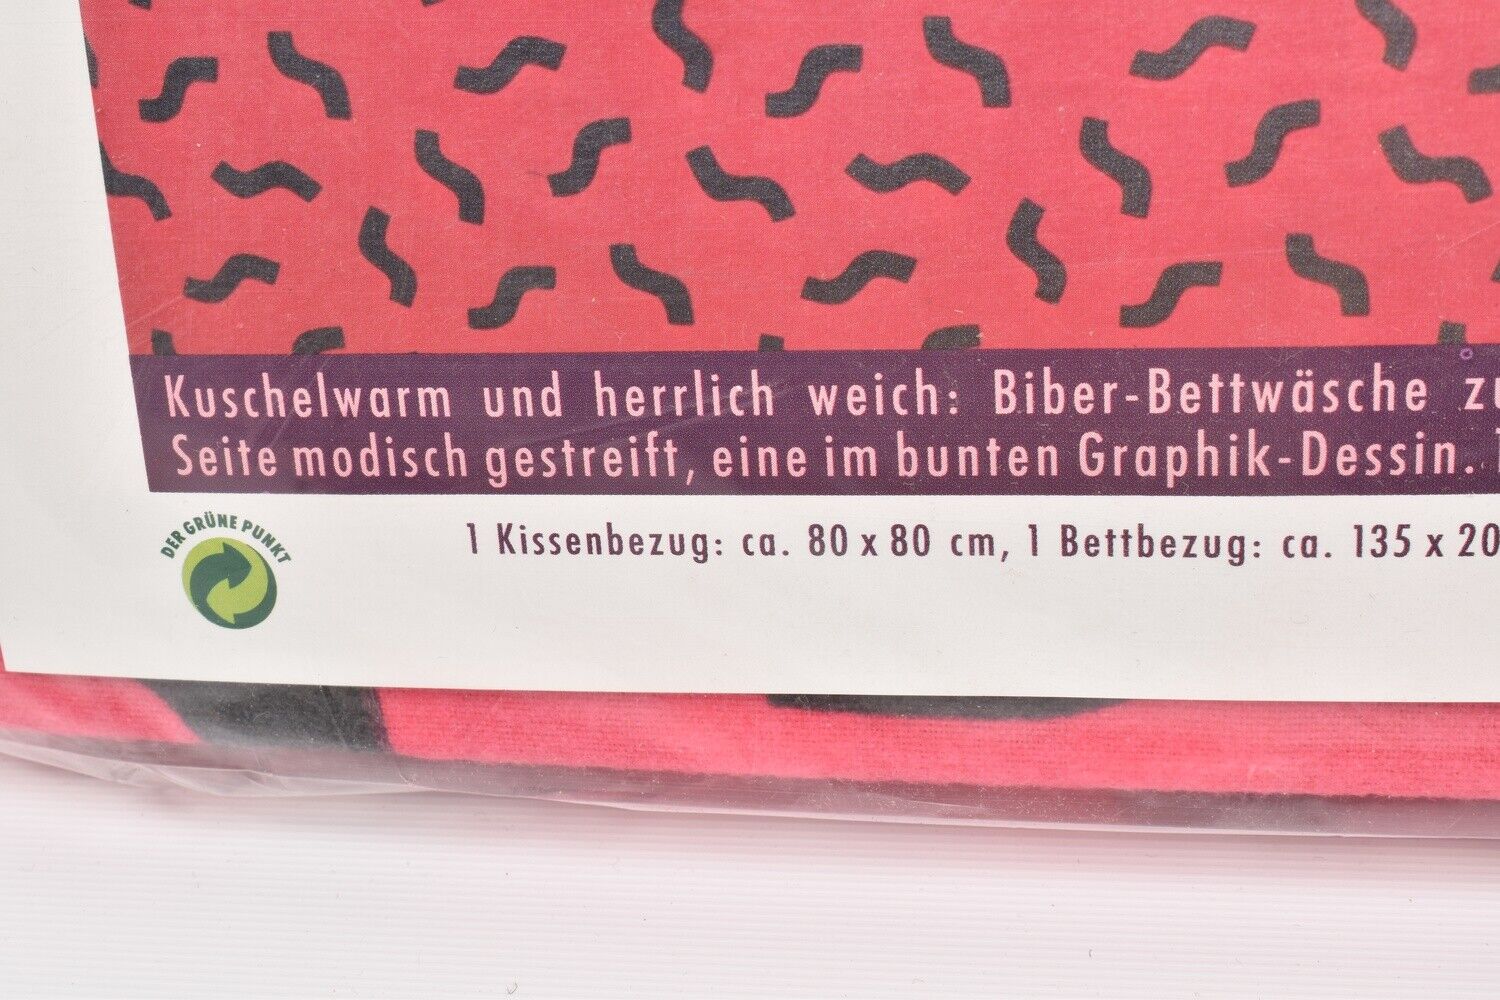 Kuschelwarm und herrlich weich: Biber-Bettwäsche
Seite modisch gestreift, eine im bunten Graphik-Dessin.
DER GRÜNE PUNKT
1 Kissenbezug: ca. 80 x 80 cm, 1 Bettbezug: ca. 135 x